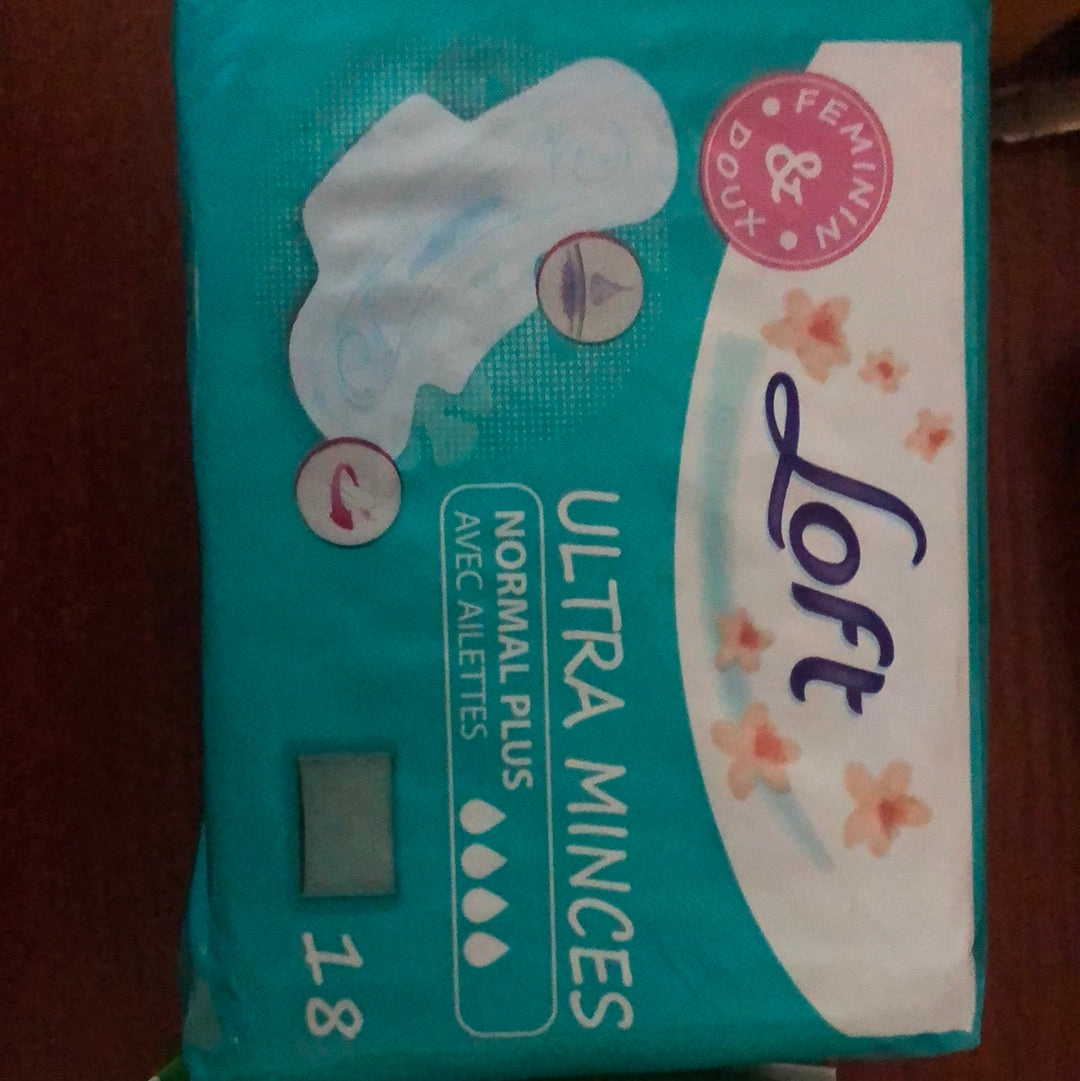 FEMININ
&
DOUX
Loft
ULTRA MINCES
NORMAL PLUS
AVEC AILETTES
18